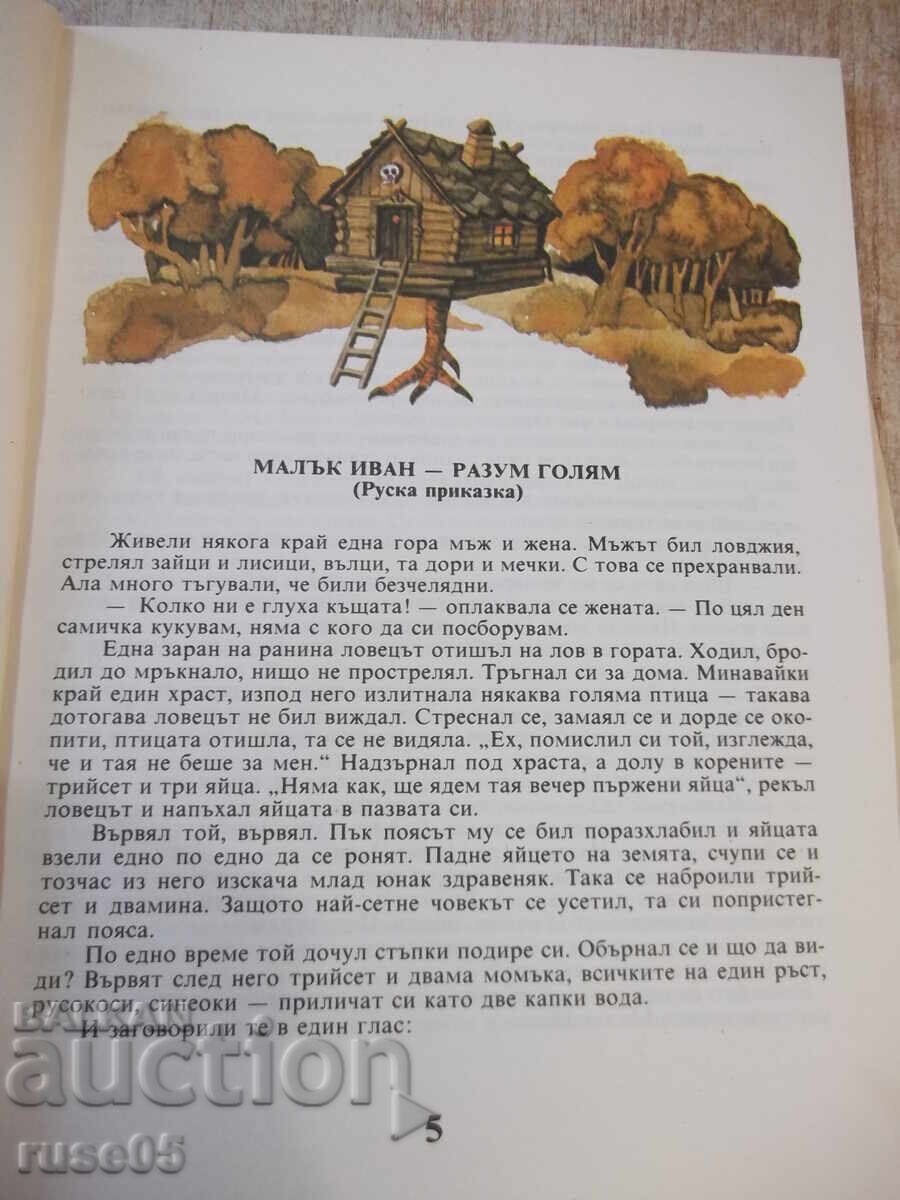 МАЛЪК ИВАН — РАЗУМ ГОЛЯМ
(Руска приказка)
Живели някога край една гора мъж и жена. Мъжът бил ловджия,
стрелял зайци и лисици, вълци, та дори и мечки. С това се прехранвали.
Ала много тъгували, че били безчелядни.
— Колко ни е глуха къщата! — оплаквала се жената. — По цял ден
самичка кукувам, няма с кого да си посборувам.
Една заран на ранина ловецът отишъл на лов в гората. Ходил, бро-
дил до мръкнало, нищо не прострелял. Тръгнал си за дома. Минавайки
край един храст, изпод него излитнала някаква голяма птица — такава
дотогава ловецът не бил виждал. Стреснал се, замаял се и дорде се око-
пити, птицата отишла, та се не видяла. „Ех, помислил си той, изглежда,
че и тая не беше за мен.“ Надзърнал под храста, а долу в корените —
трийсет и три яйца. „Няма как, ще ядем тая вечер пържени яйца“, рекъл
ловецът и напъхал яйцата в пазвата си.
Вървял той, вървял. Пък поясът му се бил поразхлабил и яйцата
взели едно по едно да се ронят. Падне яйцето на земята, счупи се и
тозчас из него изскача млад юнак здравеняк. Така се наброили трий-
сет и двамина. Защото най-сетне човекът се усетил, та си попристег-
нал пояса.
По едно време той дочул стъпки подире си. Обърнал се и що да ви-
ди? Вървят след него трийсет и двама момъка, всичките на един ръст,
русокоси, синеоки — приличат си като две капки вода.
И заговорили те в един глас:
BALKAN
auction
5
ruse05